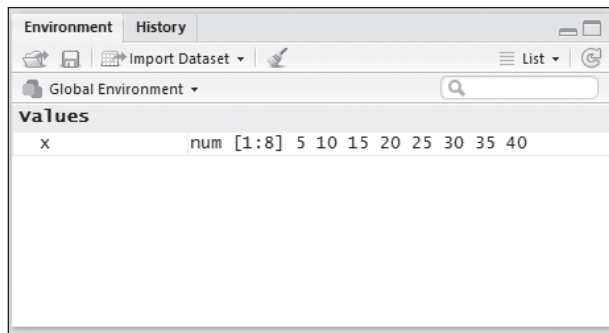 Environment History
Import Dataset List
Global Environment
Values
x num [1:8] 5 10 15 20 25 30 35 40